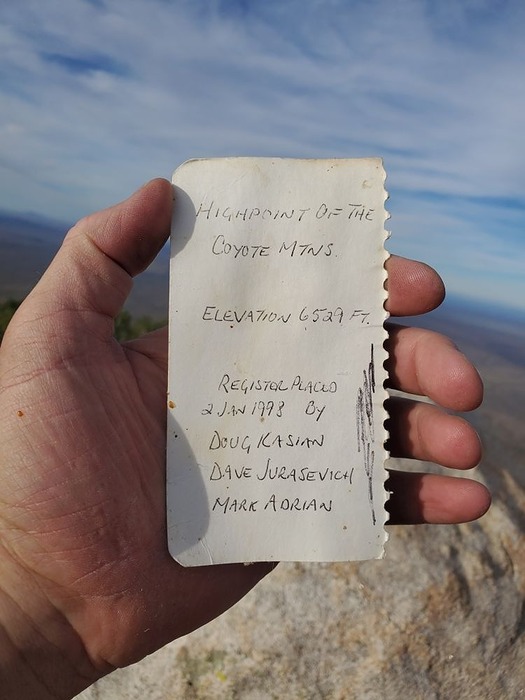 HIGHPOINT OF THE
COYOTE MTNS.
ELEVATION 6529 FT.
REGISTER PLACED
2 JAN 1998 BY
DOUG KASIAN
DAVE JURASEVICH
MARK ADRIAN